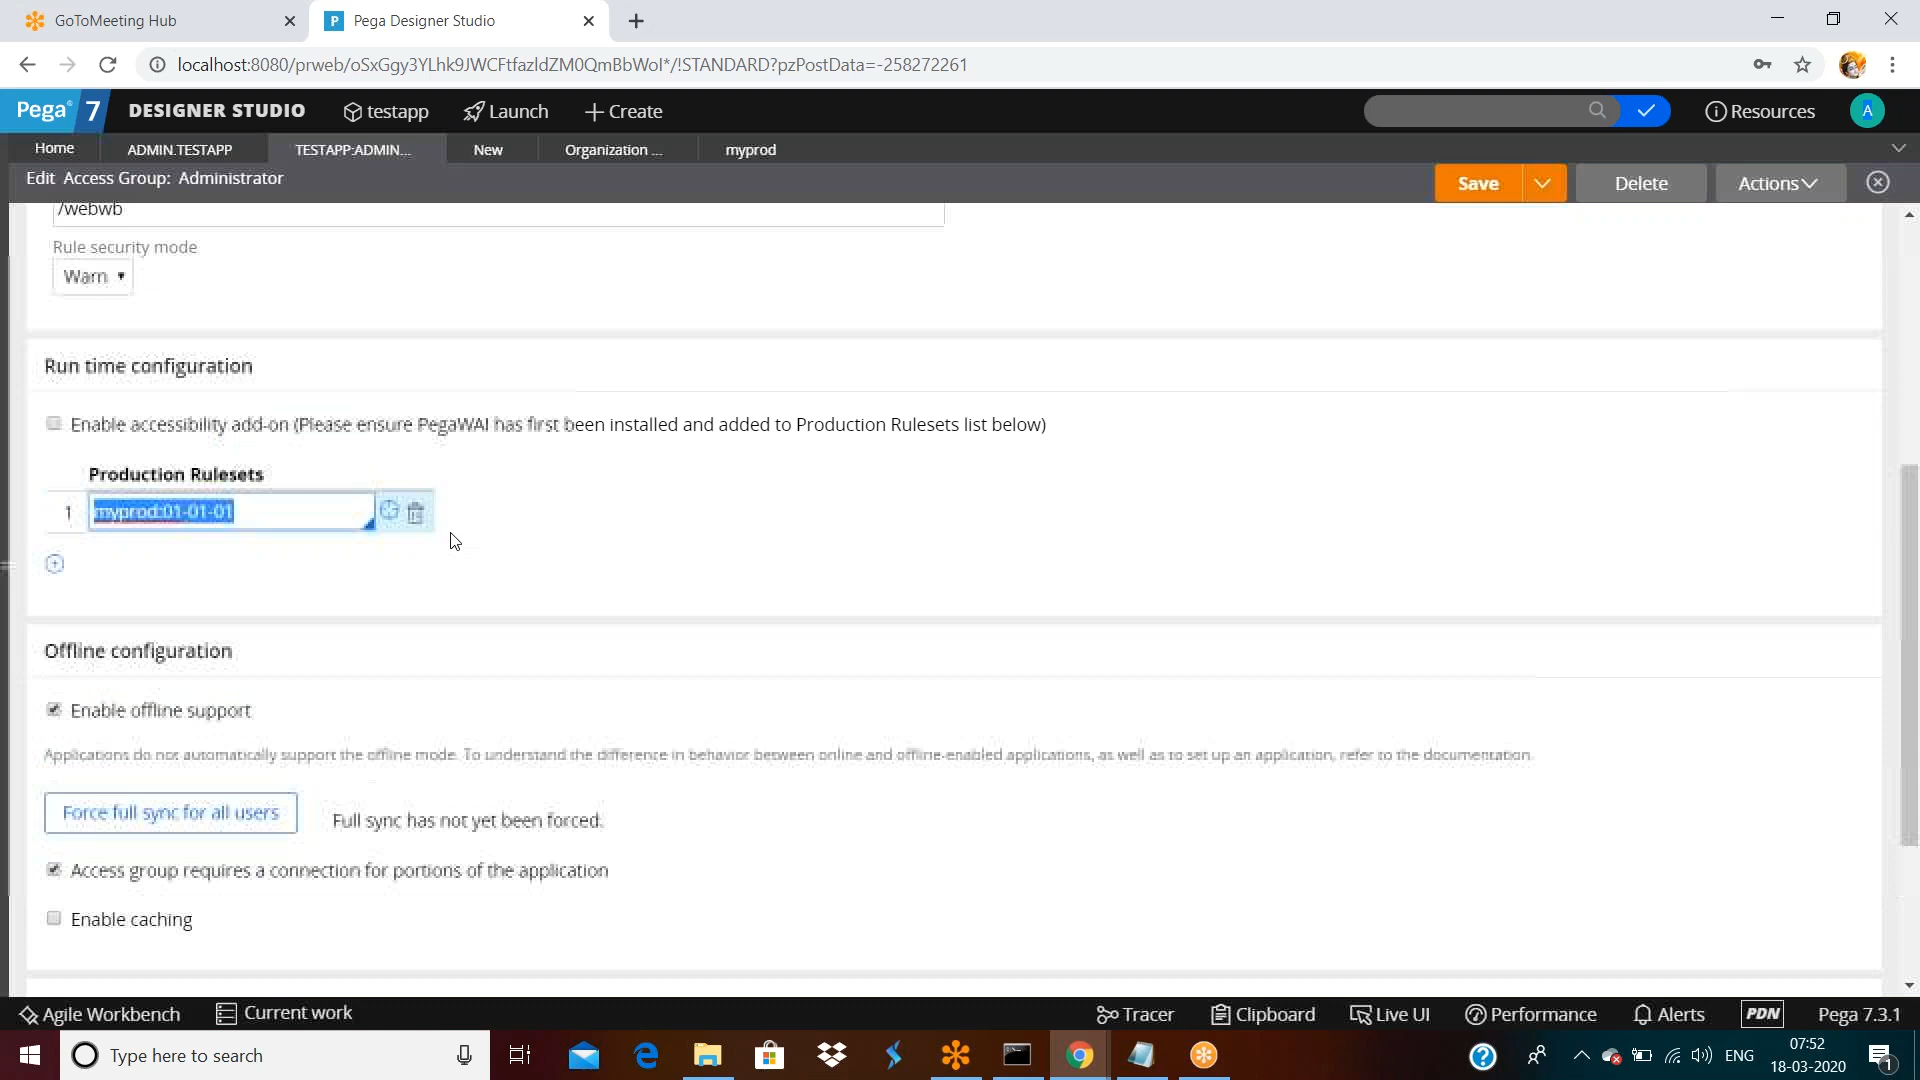 GoToMeeting Hub
Pega Designer Studio
localhost:8080/prweb/oSxGgy3YLhk9JWCFtfazldZM0QmBbWoI*/!STANDARD?pzPostData=-258272261
Pega 7 DESIGNER STUDIO testapp Launch Create Resources A
Home ADMIN.TESTAPP TESTAPP:ADMIN... New Organization ... myprod
Edit Access Group: Administrator Save Delete Actions
/webwb
Rule security mode
Warn
Run time configuration
Enable accessibility add-on (Please ensure PegaWAI has first been installed and added to Production Rulesets list below)
Production Rulesets
1 myprod:01-01-01
Offline configuration
Enable offline support
Applications do not automatically support the offline mode. To understand the difference in behavior between online and offline-enabled applications, as well as to set up an application, refer to the documentation.
Force full sync for all users Full sync has not yet been forced.
Access group requires a connection for portions of the application
Enable caching
Agile Workbench Current work Tracer Clipboard Live UI Performance Alerts PDN Pega 7.3.1
Type here to search ENG 07:52
18-03-2020 1